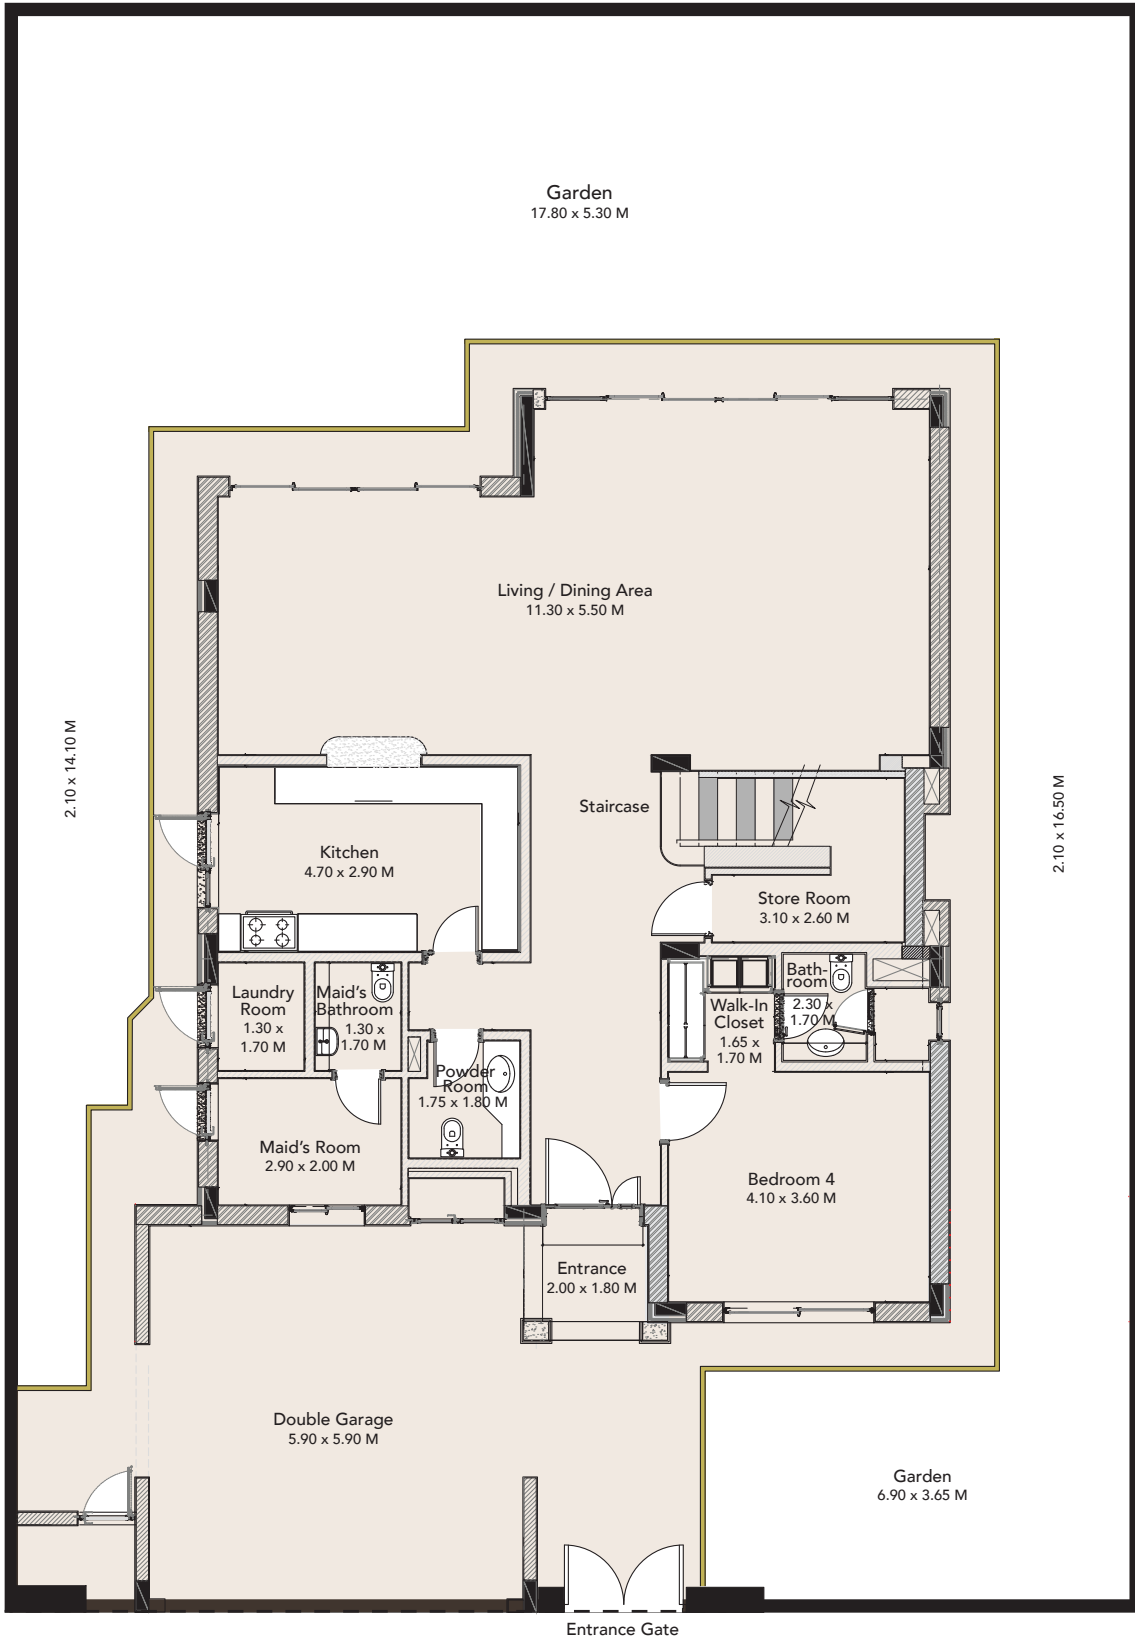 Garden
17.80 x 5.30 M
Living / Dining Area
11.30 x 5.50 M
2.10 x 14.10 M
2.10 x 16.50 M
Staircase
Kitchen
4.70 x 2.90 M
Store Room
3.10 x 2.60 M
Laundry
Room
1.30 x
1.70 M
Maid's
Bathroom
1.30 x
1.70 M
Walk-In
Closet
1.65 x
1.70 M
Bath-
room
2.30 x
1.70 M
Powder
Room
1.75 x 1.80 M
Maid's Room
2.90 x 2.00 M
Bedroom 4
4.10 x 3.60 M
Entrance
2.00 x 1.80 M
Double Garage
5.90 x 5.90 M
Garden
6.90 x 3.65 M
Entrance Gate